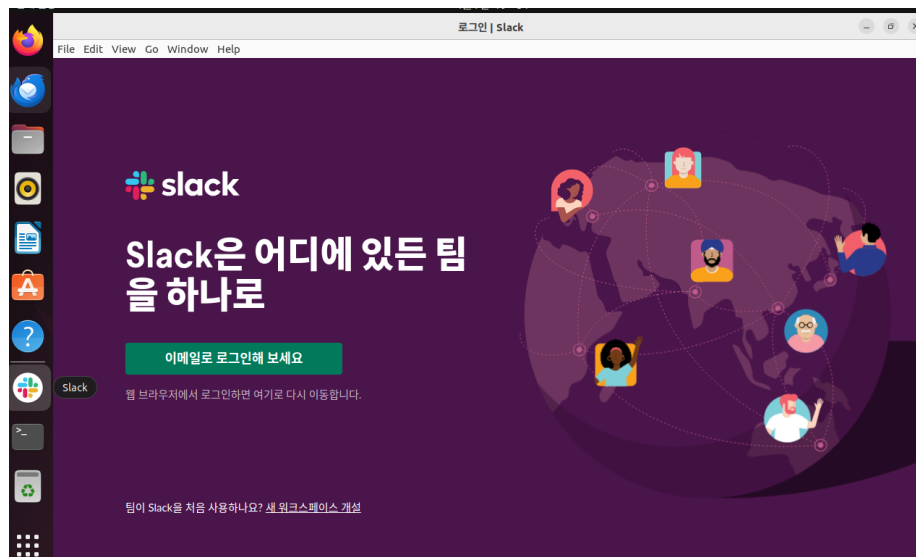 로그인 | Slack
File Edit View Go Window Help
slack
Slack은 어디에 있든 팀
을 하나로
이메일로 로그인해 보세요
Slack
웹 브라우저에서 로그인하면 여기로 다시 이동합니다.
팀이 Slack을 처음 사용하나요? 새 워크스페이스 개설